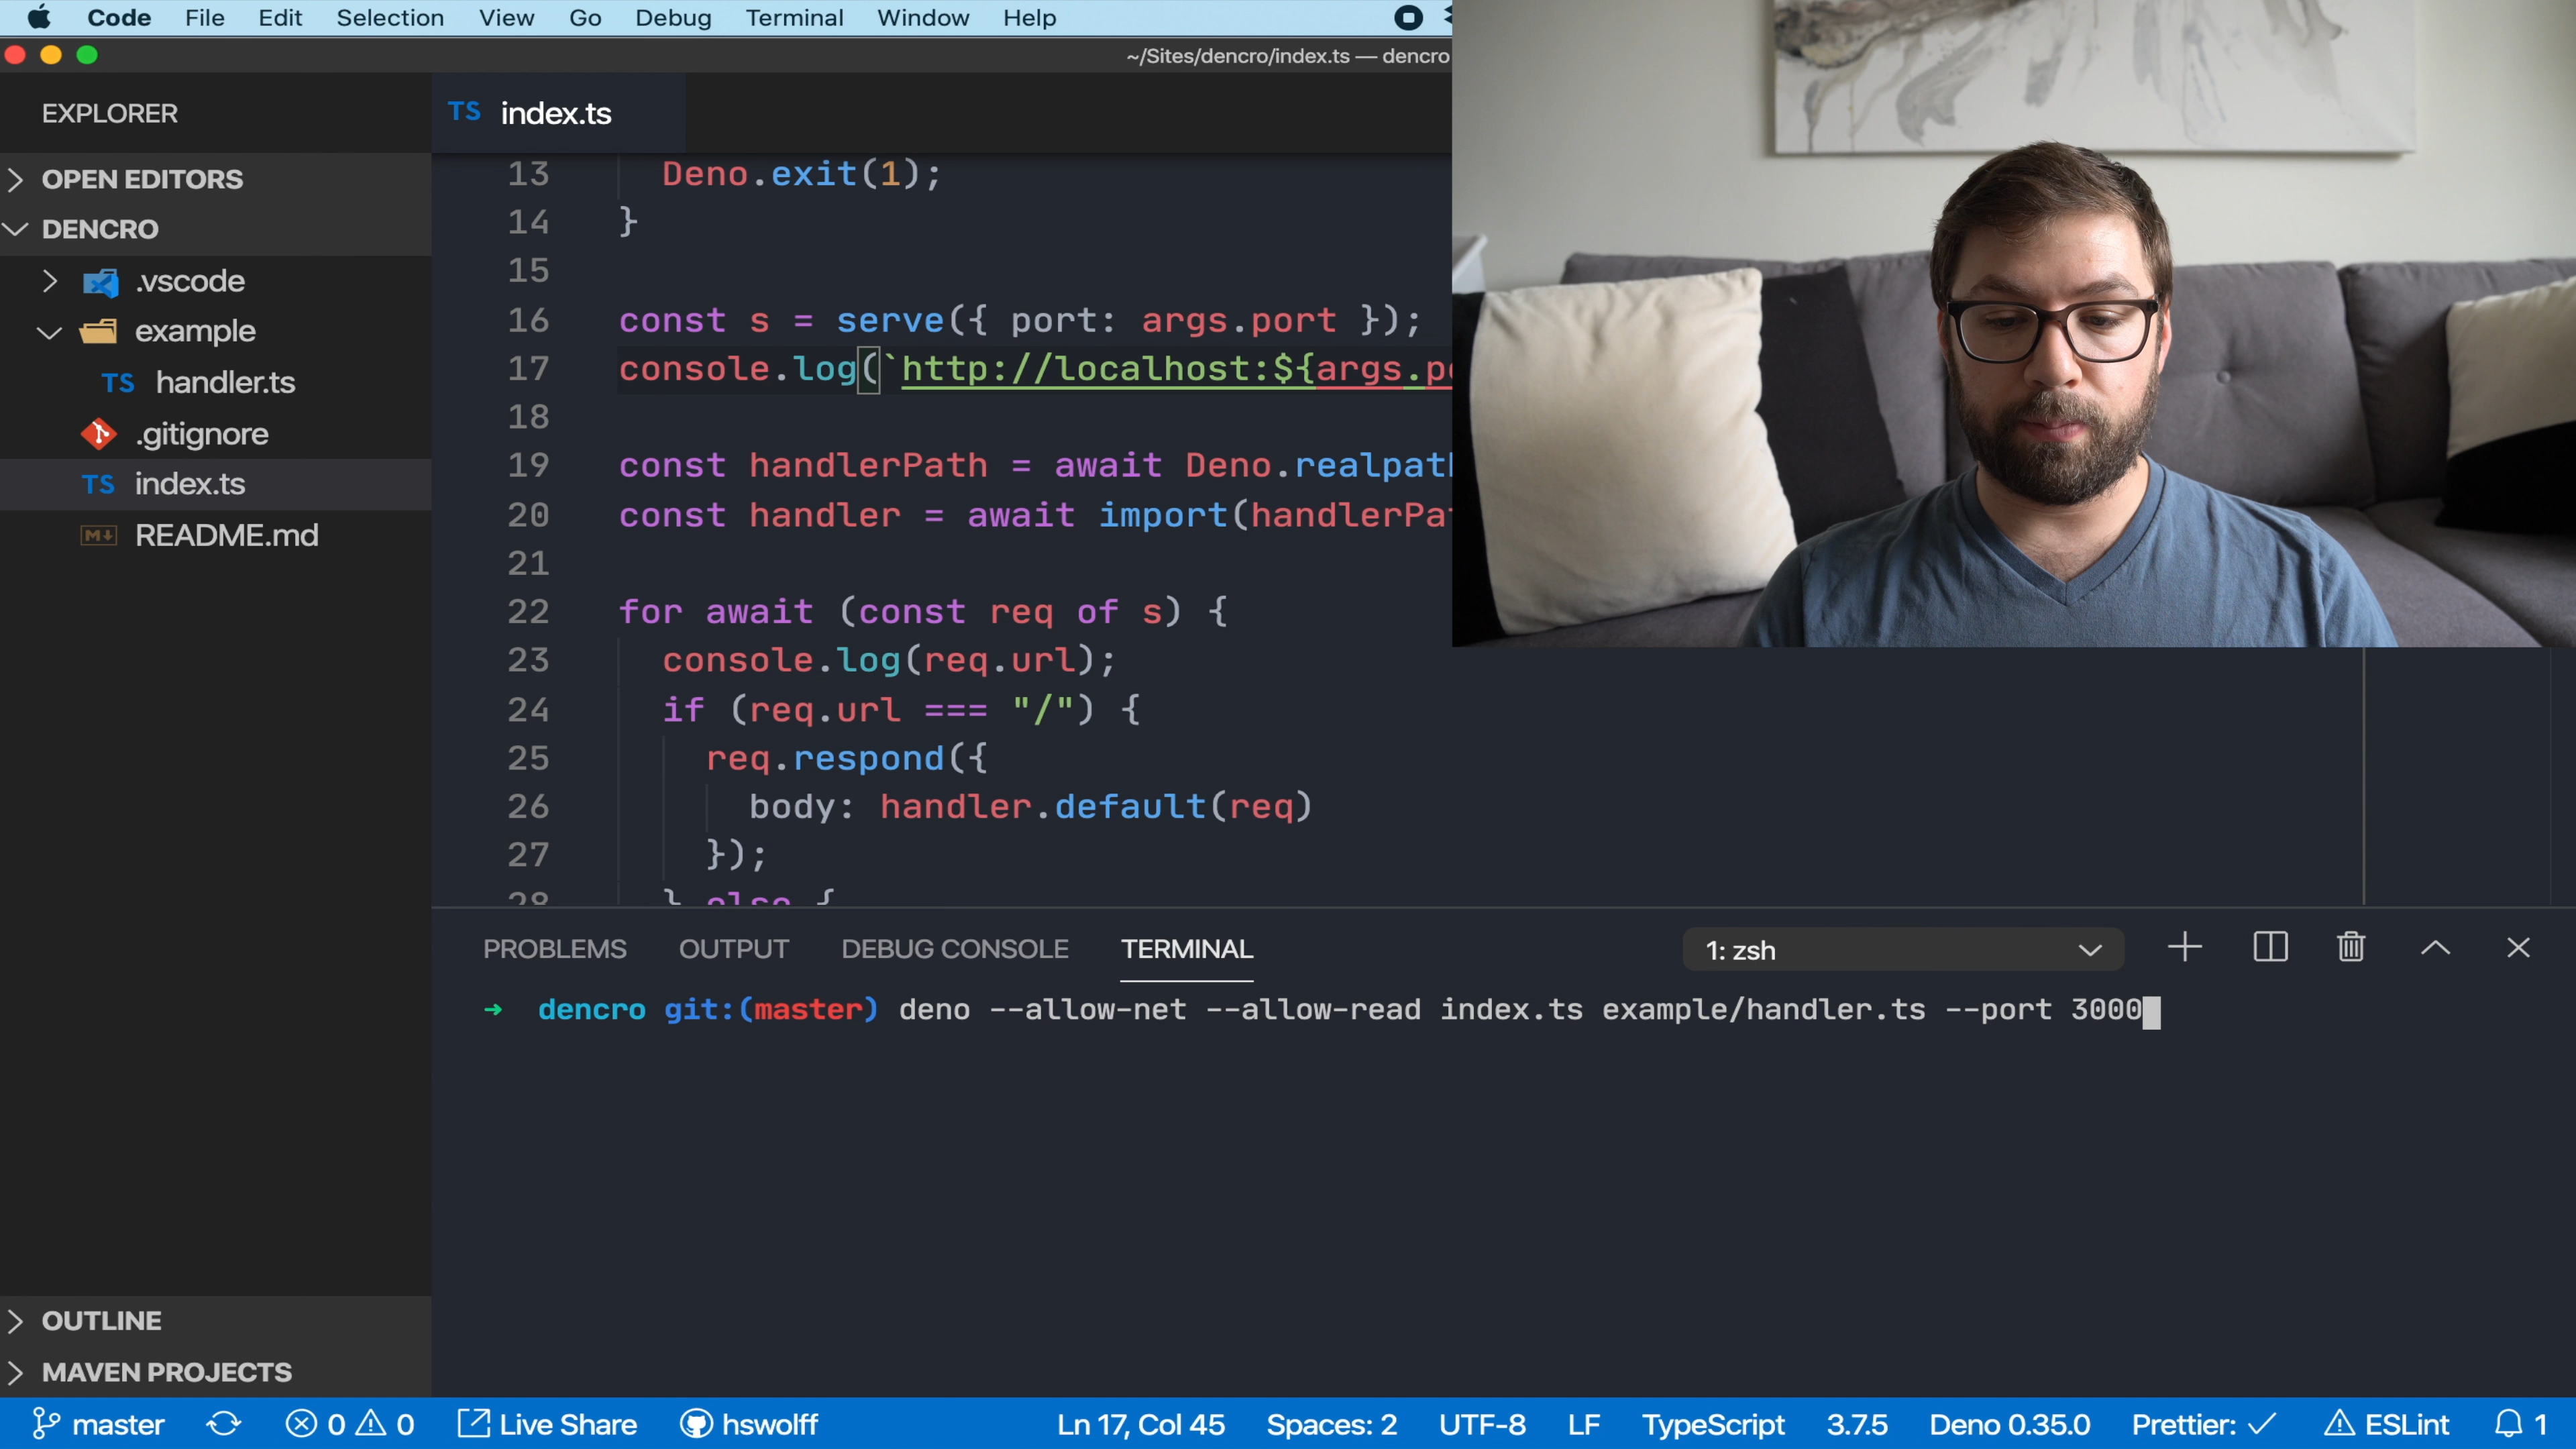 Code File Edit Selection View Go Debug Terminal Window Help
~/Sites/dencro/index.ts — dencro
EXPLORER
OPEN EDITORS
DENCRO
.vscode
example
TS handler.ts
.gitignore
TS index.ts
M↓ README.md
OUTLINE
MAVEN PROJECTS
TS index.ts
13 Deno.exit(1);
14 }
15
16 const s = serve({ port: args.port });
17 console.log(`http://localhost:${args.po
18
19 const handlerPath = await Deno.realpath
20 const handler = await import(handlerPat
21
22 for await (const req of s) {
23 console.log(req.url);
24 if (req.url === "/") {
25 req.respond({
26 body: handler.default(req)
27 });
28 } else {
PROBLEMS OUTPUT DEBUG CONSOLE TERMINAL 1: zsh
➜ dencro git:(master) deno --allow-net --allow-read index.ts example/handler.ts --port 3000
master 0 0 Live Share hswolff Ln 17, Col 45 Spaces: 2 UTF-8 LF TypeScript 3.7.5 Deno 0.35.0 Prettier: ✓ ESLint 1